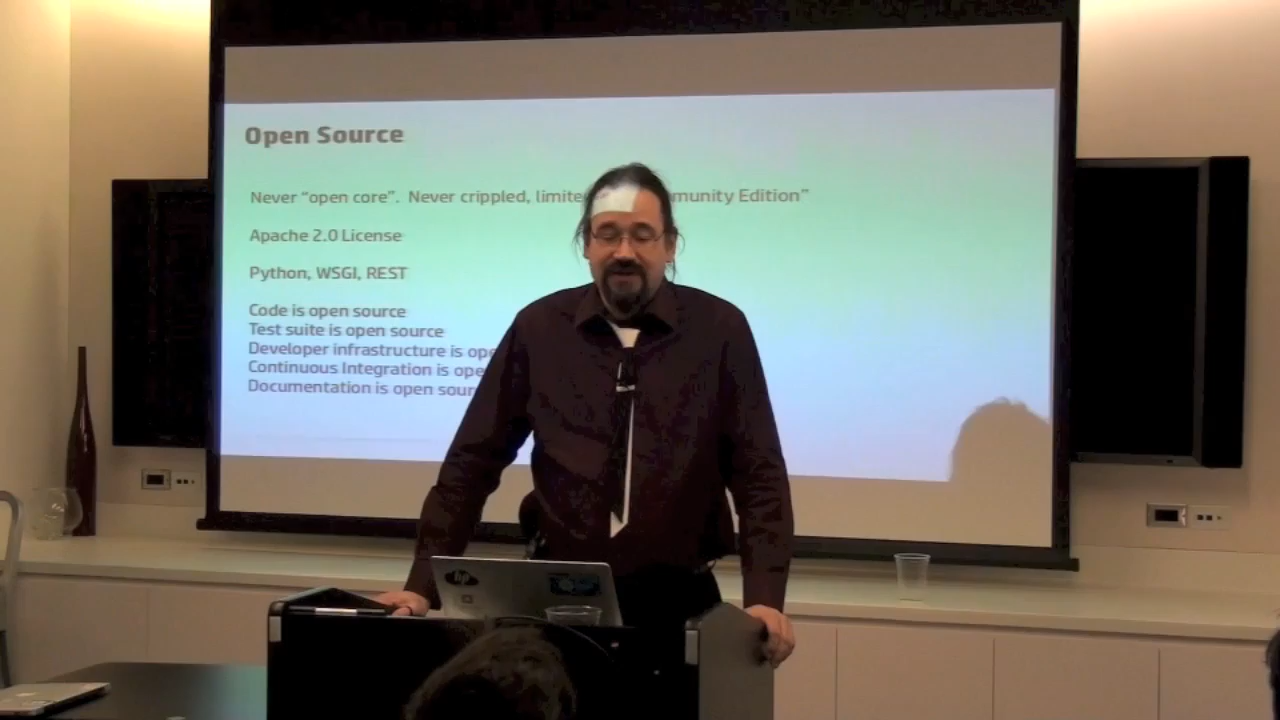 Open Source
Never “open core”. Never crippled, limite munity Edition”
Apache 2.0 License
Python, WSGI, REST
Code is open source
Test suite is open source
Developer infrastructure is ope
Continuous Integration is ope
Documentation is open sour
hp